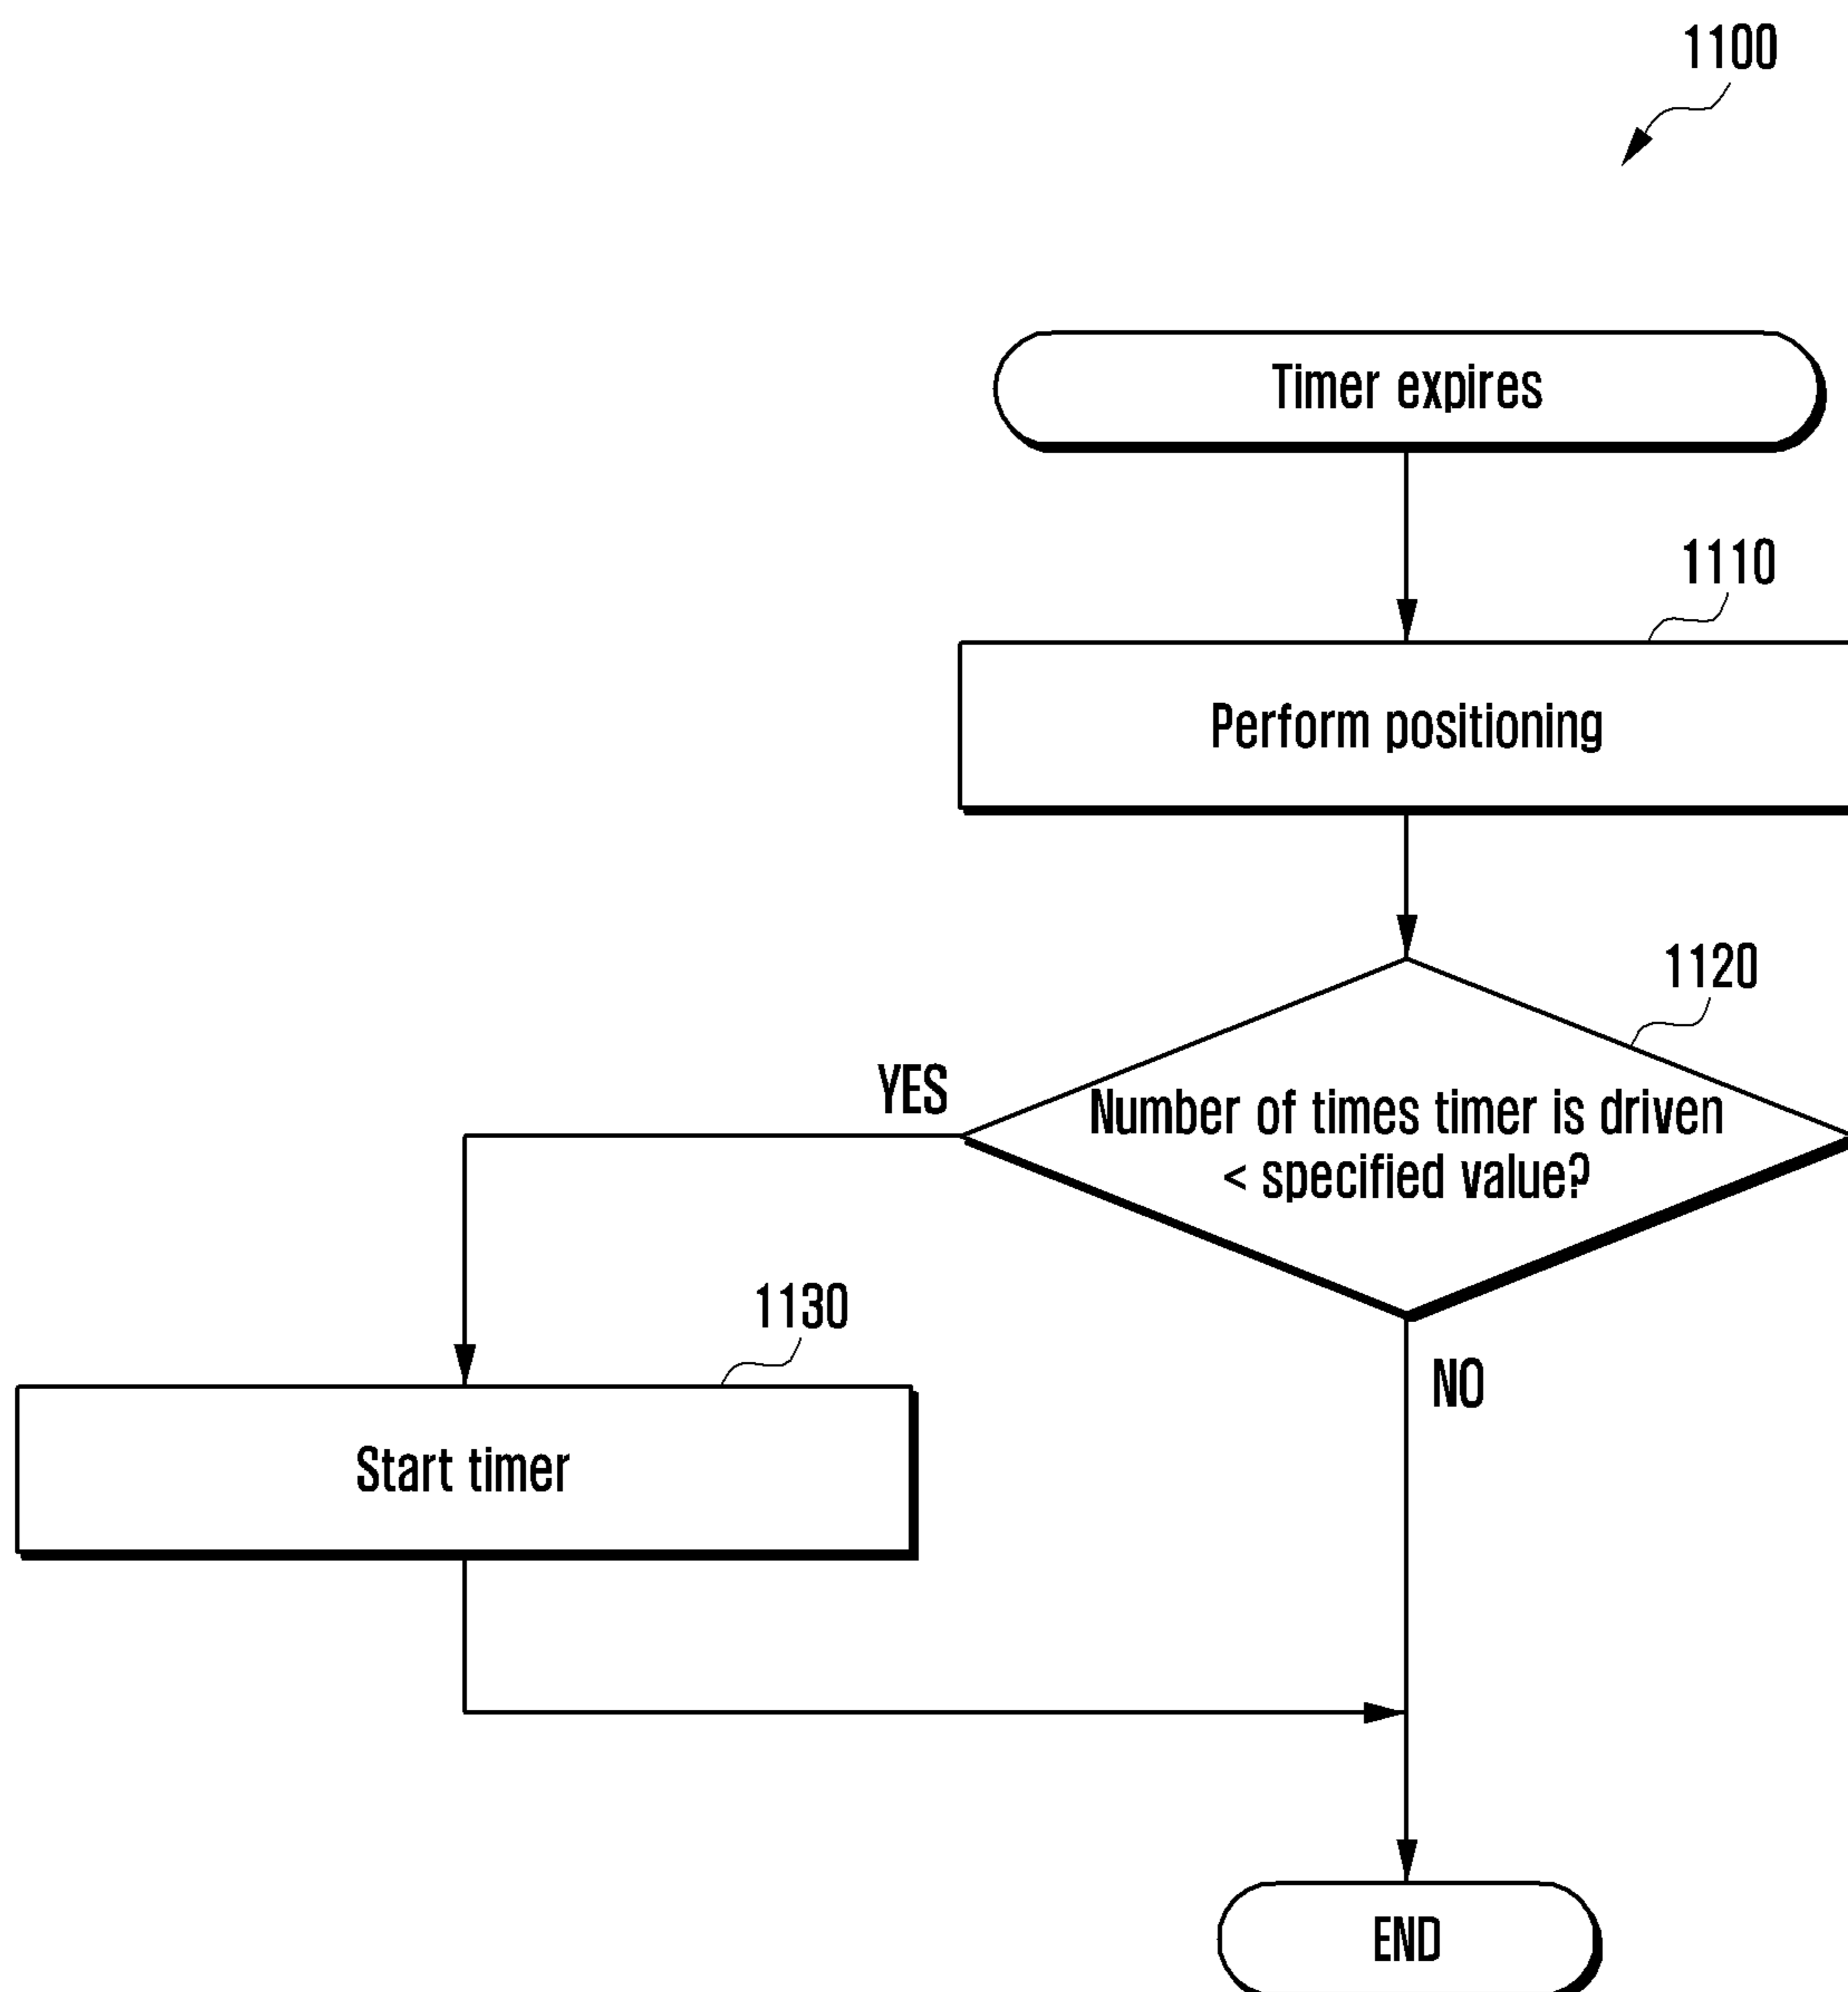 1100
Timer expires
1110
Perform positioning
1120
YES
Number of times timer is driven
< specified value?
1130
NO
Start timer
END